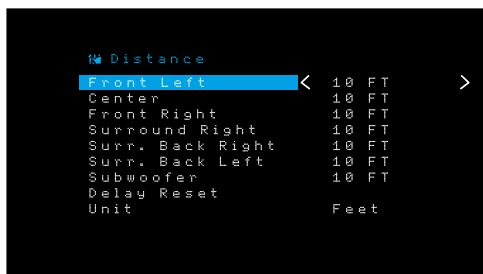 Distance
Front Left < 10 FT >
Center 10 FT
Front Right 10 FT
Surround Right 10 FT
Surr. Back Right 10 FT
Surr. Back Left 10 FT
Subwoofer 10 FT
Delay Reset
Unit Feet